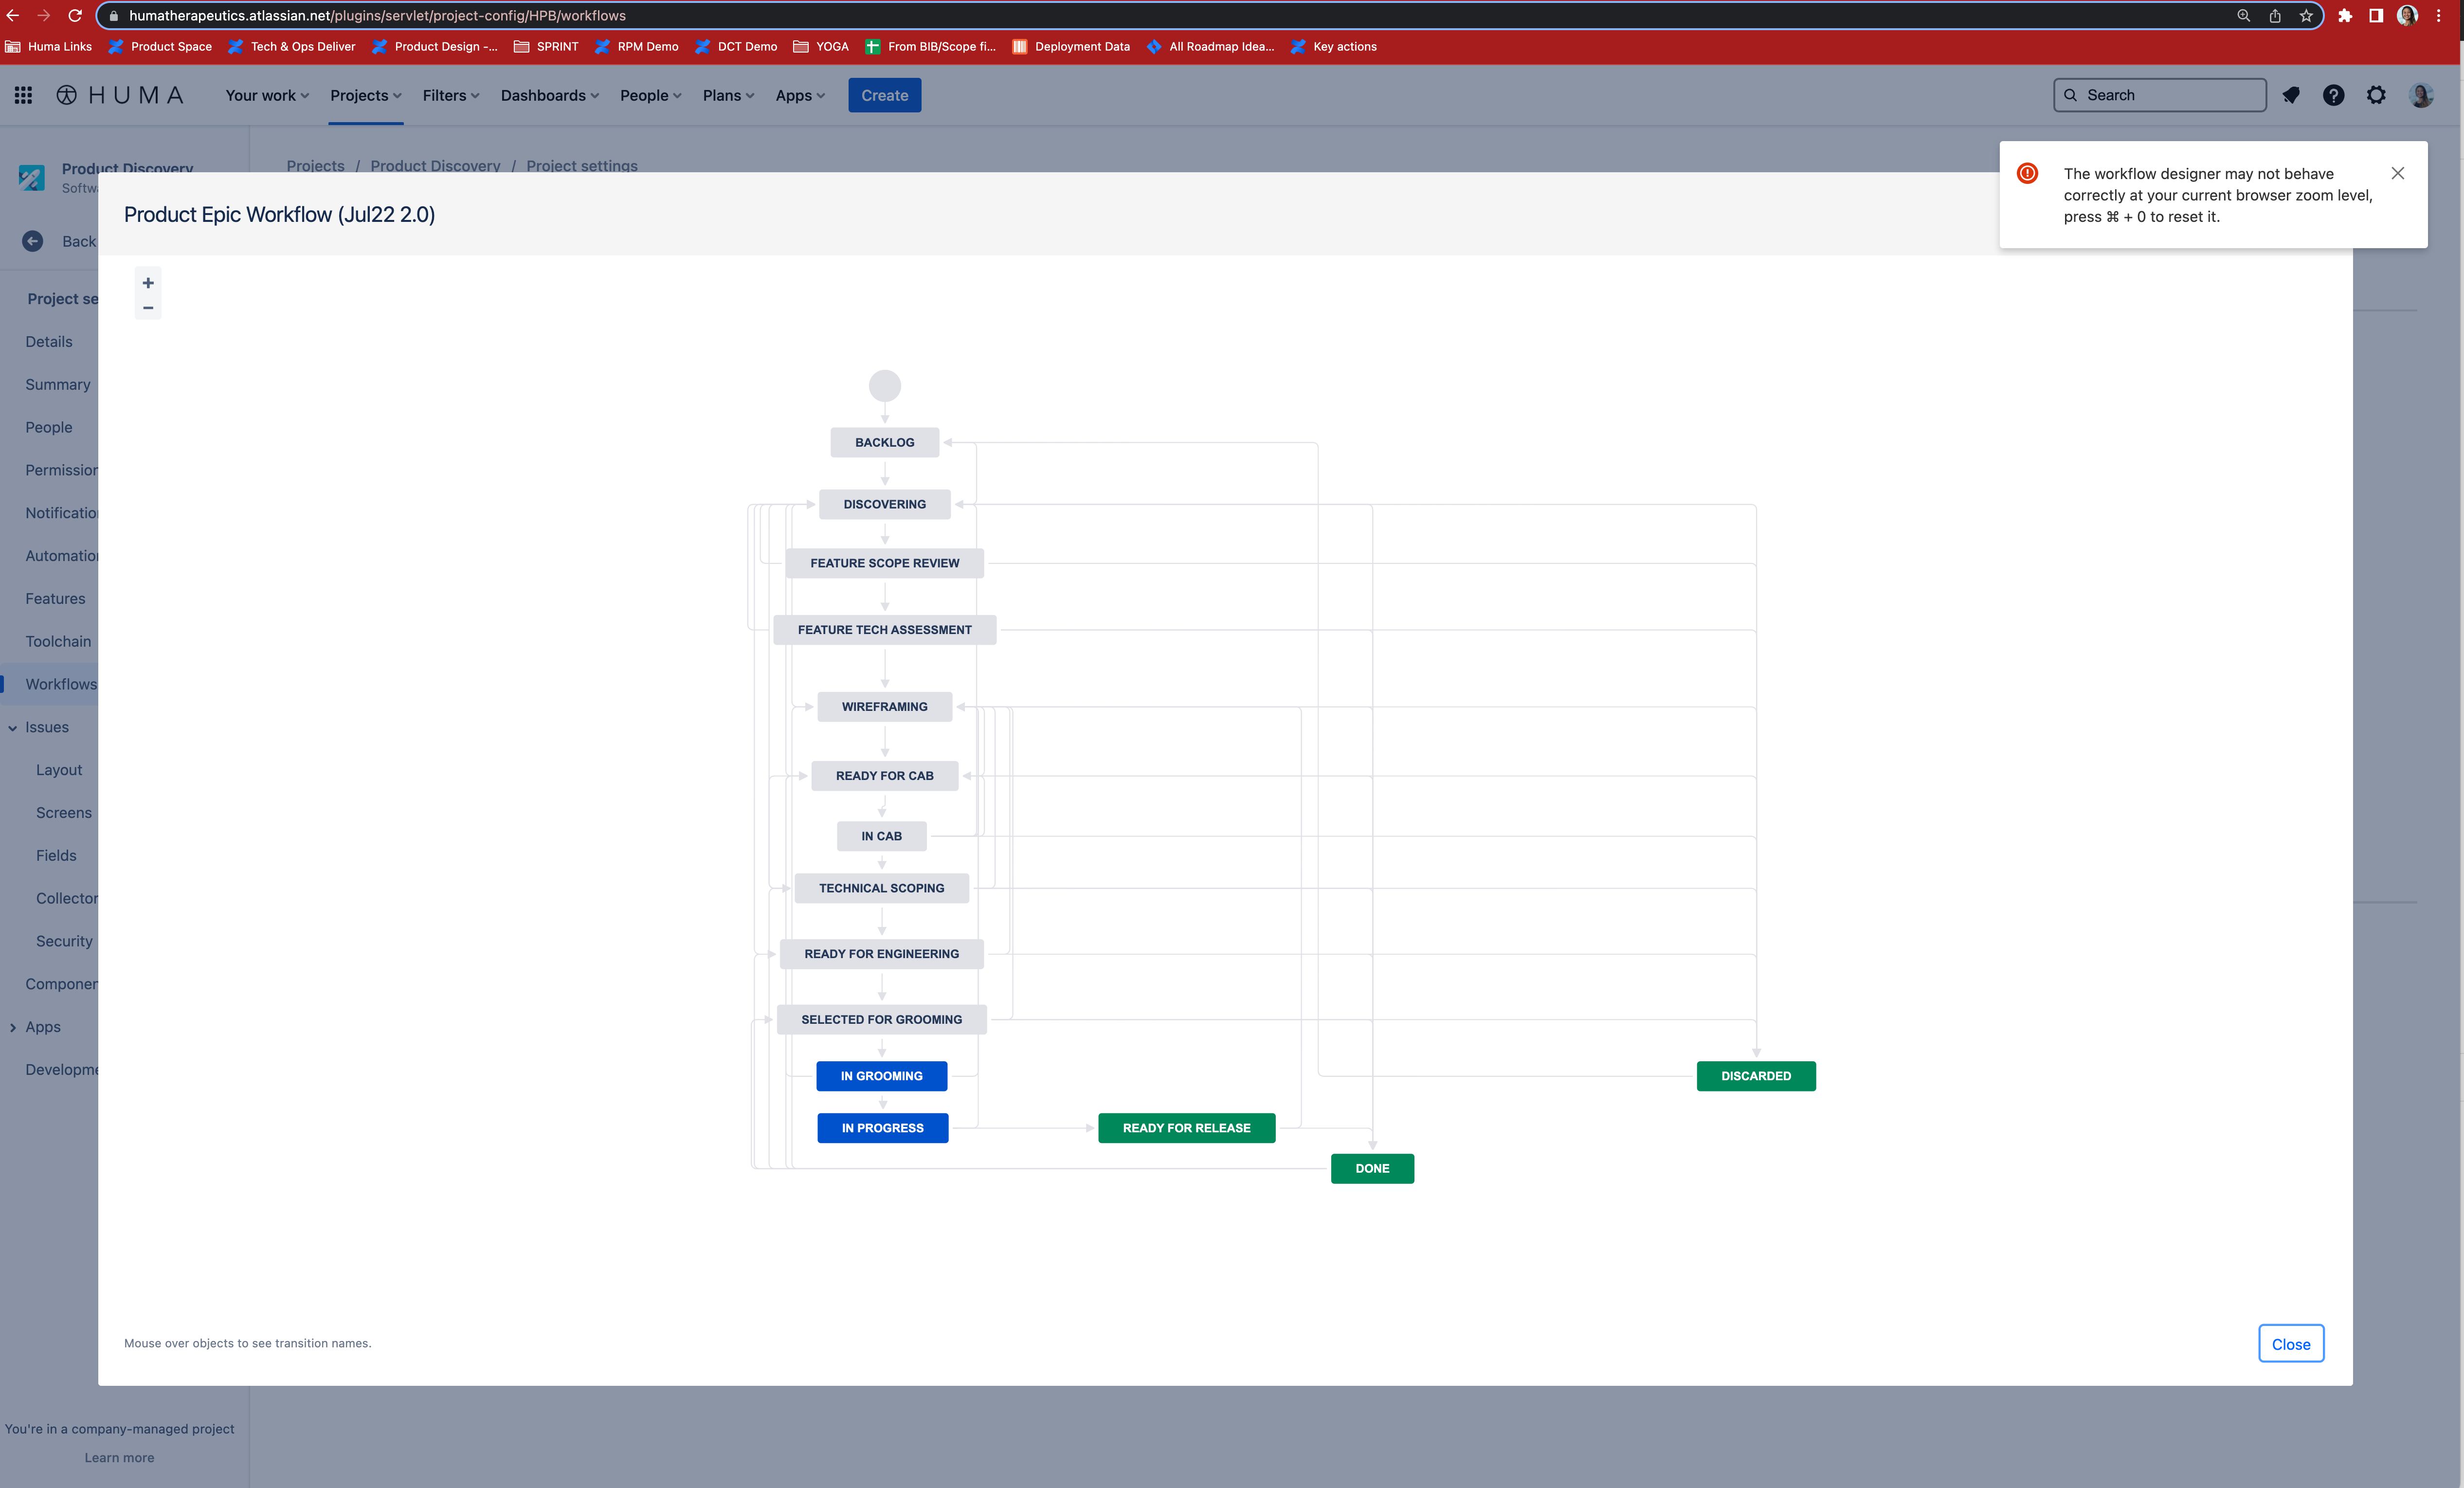 humatherapeutics.atlassian.net/plugins/servlet/project-config/HPB/workflows
Huma Links Product Space Tech & Ops Deliver Product Design -... SPRINT RPM Demo DCT Demo YOGA From BIB/Scope fi... Deployment Data All Roadmap Idea... Key actions
HUMA Your work Projects Filters Dashboards People Plans Apps Create Search
Product Discovery
Softw
Projects / Product Discovery / Project settings
The workflow designer may not behave
correctly at your current browser zoom level,
press ⌘ + 0 to reset it.
Product Epic Workflow (Jul22 2.0)
Back
+
−
Project se
Details
Summary
People
Permission
Notification
Automation
Features
Toolchain
Workflows
Issues
Layout
Screens
Fields
Collector
Security
Componen
Apps
Developme
BACKLOG
DISCOVERING
FEATURE SCOPE REVIEW
FEATURE TECH ASSESSMENT
WIREFRAMING
READY FOR CAB
IN CAB
TECHNICAL SCOPING
READY FOR ENGINEERING
SELECTED FOR GROOMING
IN GROOMING
DISCARDED
IN PROGRESS
READY FOR RELEASE
DONE
Mouse over objects to see transition names.
Close
You're in a company-managed project
Learn more